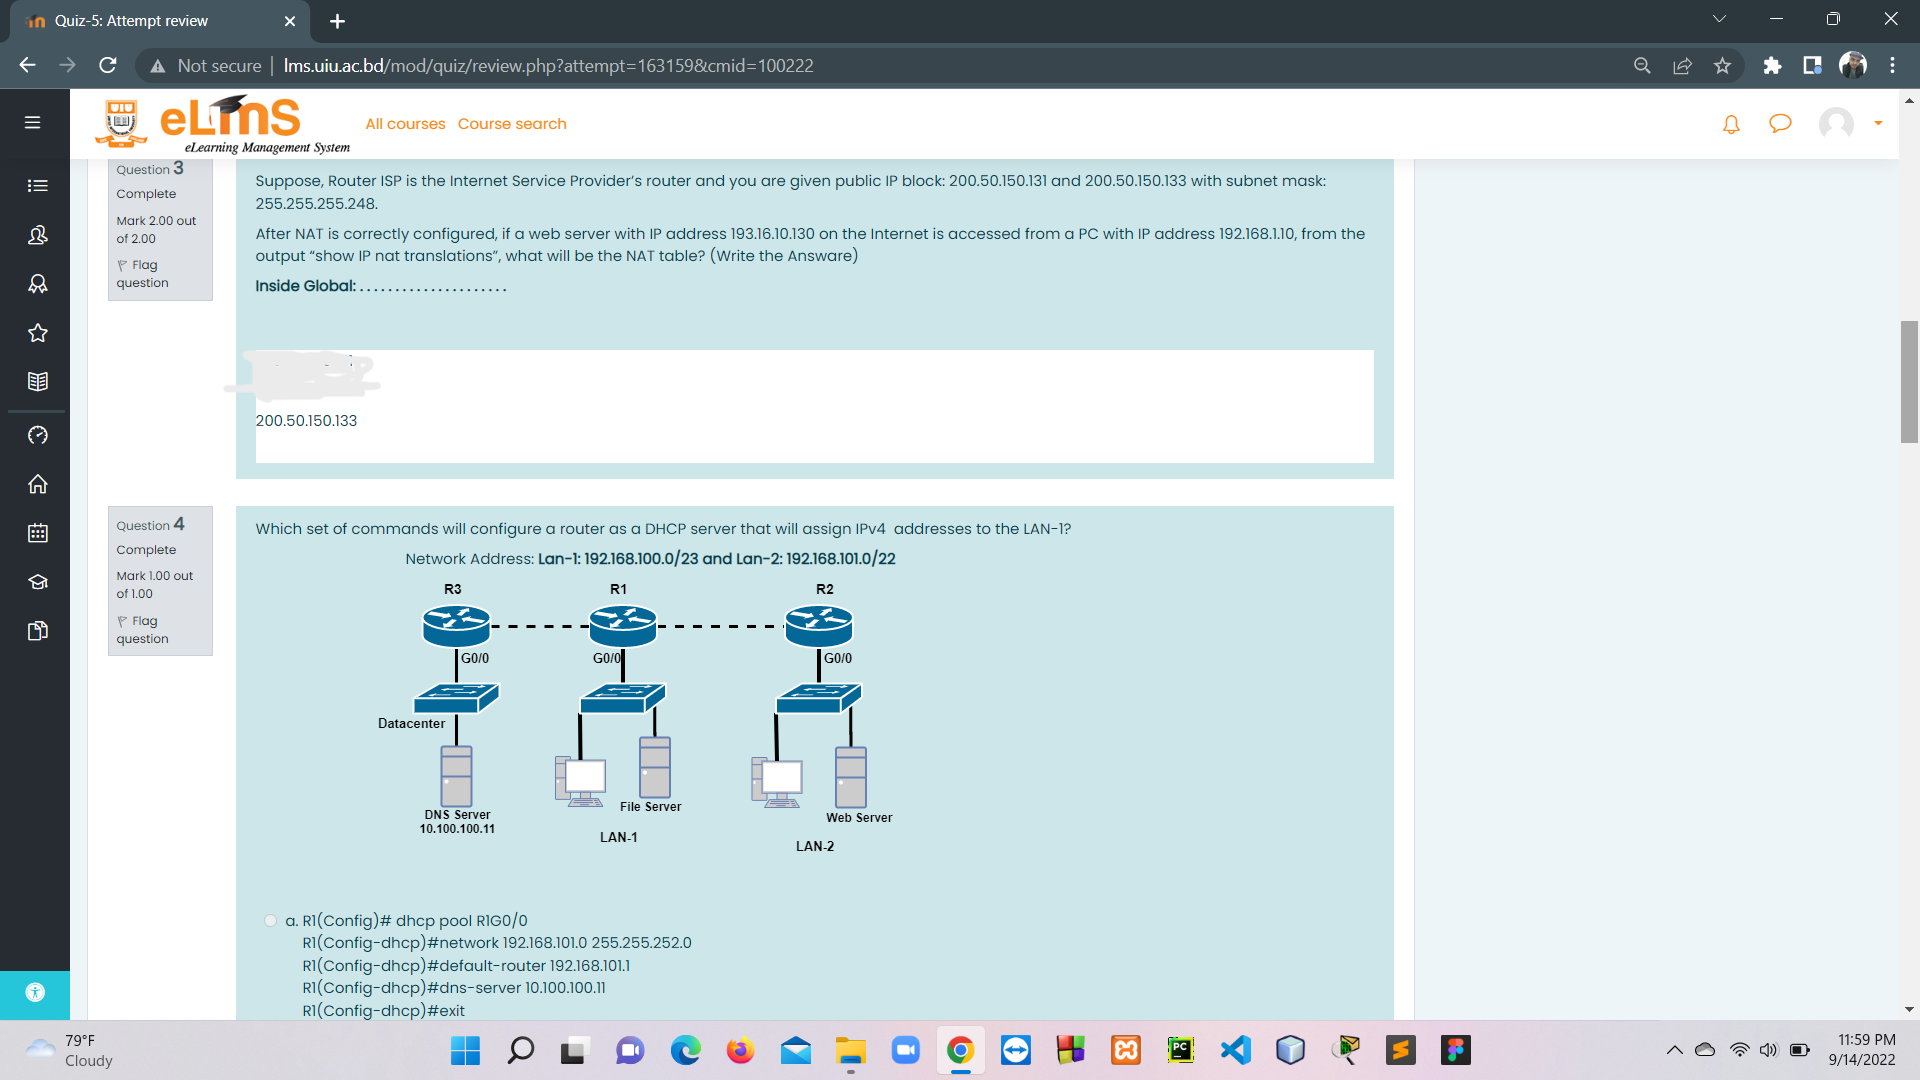 Quiz-5: Attempt review
Not secure
lms.uiu.ac.bd/mod/quiz/review.php?attempt=163159&cmid=100222
UIU
eLmS
eLearning Management System
All courses
Course search
Question 3
Complete
Mark 2.00 out
of 2.00
Flag
question
Suppose, Router ISP is the Internet Service Provider's router and you are given public IP block: 200.50.150.131 and 200.50.150.133 with subnet mask:
255.255.255.248.
After NAT is correctly configured, if a web server with IP address 193.16.10.130 on the Internet is accessed from a PC with IP address 192.168.1.10, from the
output “show IP nat translations”, what will be the NAT table? (Write the Answare)
Inside Global: . . . . . . . . . . . . . . . . . . . . .
200.50.150.133
Question 4
Complete
Mark 1.00 out
of 1.00
Flag
question
Which set of commands will configure a router as a DHCP server that will assign IPv4 addresses to the LAN-1?
Network Address: Lan-1: 192.168.100.0/23 and Lan-2: 192.168.101.0/22
R3
R1
R2
G0/0
G0/0
G0/0
Datacenter
DNS Server
10.100.100.11
File Server
Web Server
LAN-1
LAN-2
a. R1(Config)# dhcp pool R1G0/0
R1(Config-dhcp)#network 192.168.101.0 255.255.252.0
R1(Config-dhcp)#default-router 192.168.101.1
R1(Config-dhcp)#dns-server 10.100.100.11
R1(Config-dhcp)#exit
79°F
Cloudy
PC
11:59 PM
9/14/2022